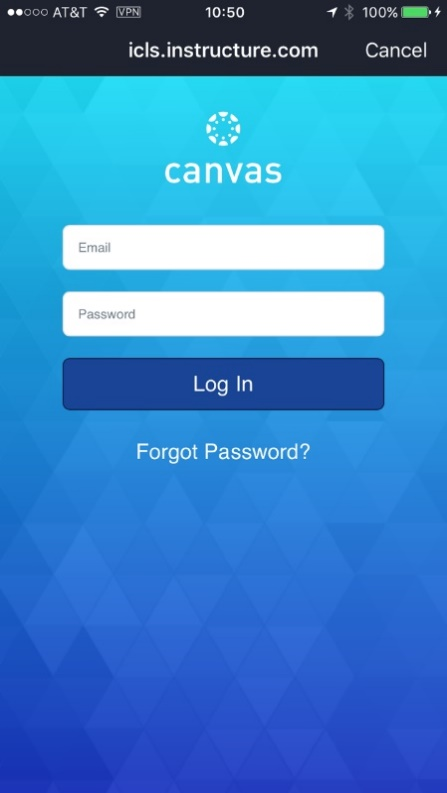 AT&T VPN 10:50 100%
icls.instructure.com Cancel
canvas
Email
Password
Log In
Forgot Password?